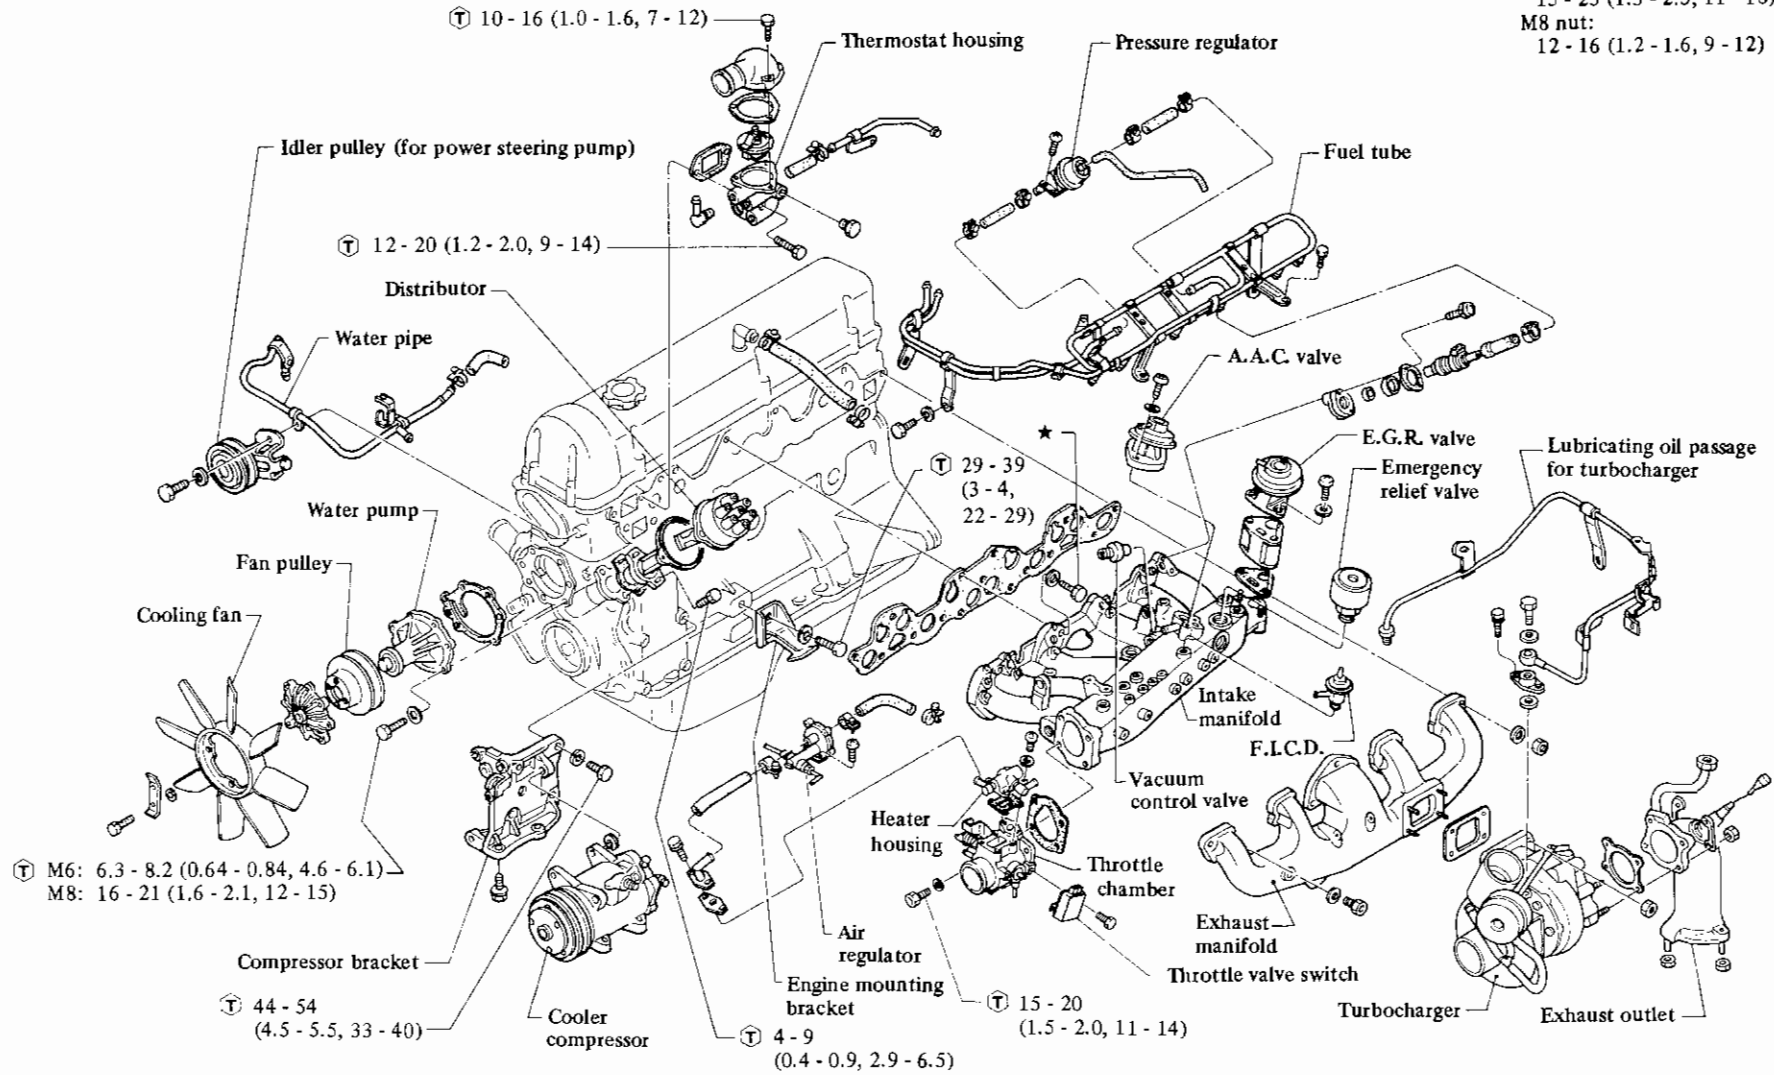 Ⓣ 10 - 16 (1.0 - 1.6, 7 - 12)
M8 nut:
12 - 16 (1.2 - 1.6, 9 - 12)
Thermostat housing
Pressure regulator
Idler pulley (for power steering pump)
Fuel tube
Ⓣ 12 - 20 (1.2 - 2.0, 9 - 14)
Distributor
Water pipe
A.A.C. valve
★
E.G.R. valve
Emergency
relief valve
Lubricating oil passage
for turbocharger
Ⓣ 29 - 39
(3 - 4,
22 - 29)
Water pump
Fan pulley
Cooling fan
Intake
manifold
F.I.C.D.
Vacuum
control valve
Heater
housing
Throttle
chamber
Ⓣ M6: 6.3 - 8.2 (0.64 - 0.84, 4.6 - 6.1)
M8: 16 - 21 (1.6 - 2.1, 12 - 15)
Exhaust
manifold
Air
regulator
Compressor bracket
Throttle valve switch
Engine mounting
bracket
Ⓣ 44 - 54
(4.5 - 5.5, 33 - 40)
Cooler
compressor
Ⓣ 15 - 20
(1.5 - 2.0, 11 - 14)
Turbocharger
Exhaust outlet
Ⓣ 4 - 9
(0.4 - 0.9, 2.9 - 6.5)